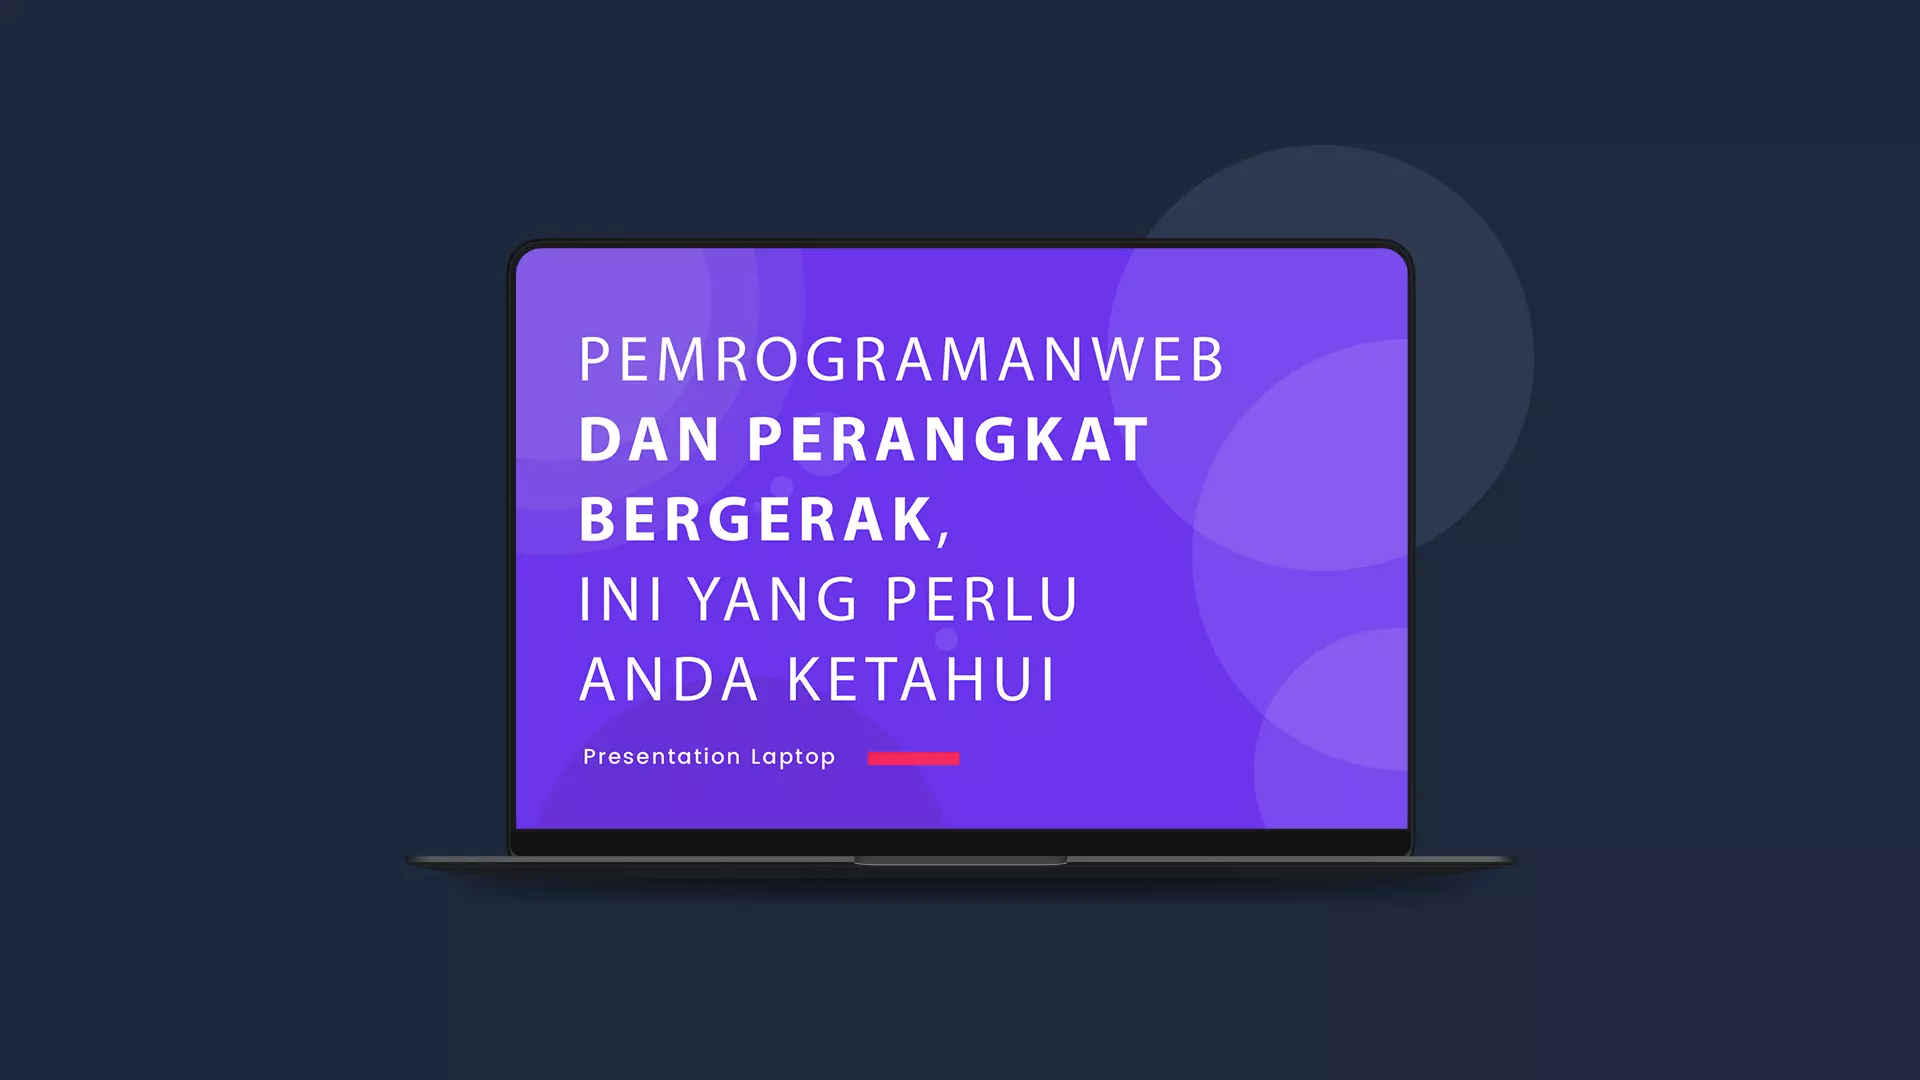 PEMROGRAMANWEB
DAN PERANGKAT
BERGERAK,
INI YANG PERLU
ANDA KETAHUI
Presentation Laptop